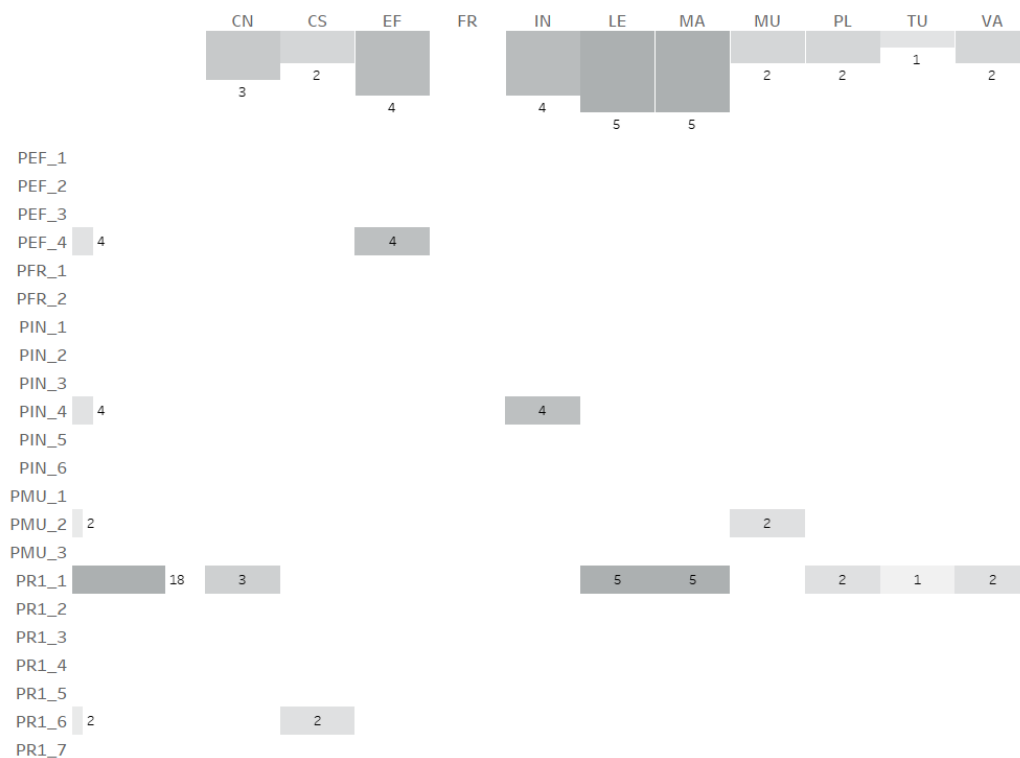 CN CS EF FR IN LE MA MU PL TU VA
3 2 4 4 5 5 2 2 1 2
PEF_1
PEF_2
PEF_3
PEF_4 4 4
PFR_1
PFR_2
PIN_1
PIN_2
PIN_3
PIN_4 4 4
PIN_5
PIN_6
PMU_1
PMU_2 2 2
PMU_3
PR1_1 18 3 5 5 2 1 2
PR1_2
PR1_3
PR1_4
PR1_5
PR1_6 2 2
PR1_7